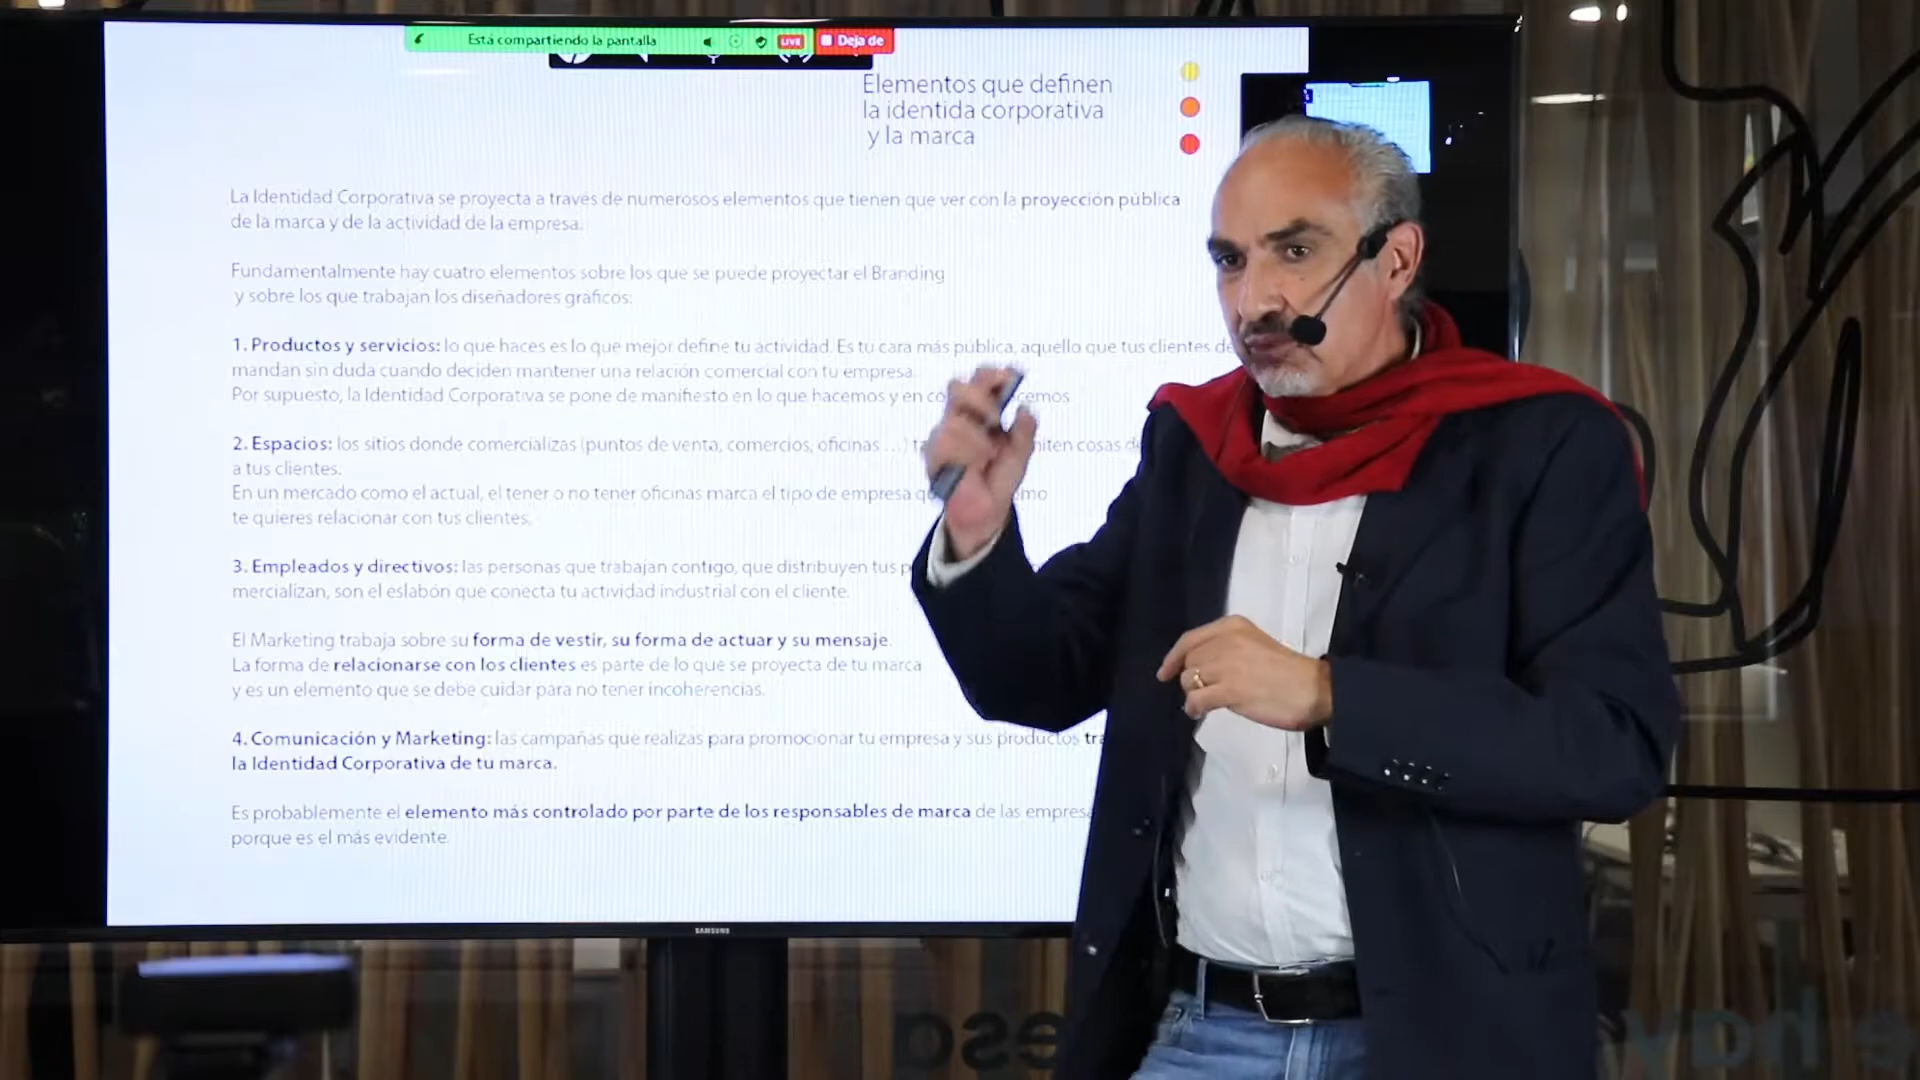 Está compartiendo la pantalla
LIVE
Deja de
Elementos que definen
la identida corporativa
y la marca
La Identidad Corporativa se proyecta a través de numerosos elementos que tienen que ver con la proyección pública
de la marca y de la actividad de la empresa.
Fundamentalmente hay cuatro elementos sobre los que se puede proyectar el Branding
y sobre los que trabajan los diseñadores gráficos:
1. Productos y servicios: lo que haces es lo que mejor define tu actividad. Es tu cara más pública, aquello que tus clientes de
mandan sin duda cuando deciden mantener una relación comercial con tu empresa.
Por supuesto, la Identidad Corporativa se pone de manifiesto en lo que hacemos y en
2. Espacios: los sitios donde comercializas (puntos de venta, comercios, oficinas ...) cosas
a tus clientes.
En un mercado como el actual, el tener o no tener oficinas marca el tipo de empresa
te quieres relacionar con tus clientes.
3. Empleados y directivos: las personas que trabajan contigo, que distribuyen tus
mercializan, son el eslabón que conecta tu actividad industrial con el cliente.
El Marketing trabaja sobre su forma de vestir, su forma de actuar y su mensaje.
La forma de relacionarse con los clientes es parte de lo que se proyecta de tu marca
y es un elemento que se debe cuidar para no tener incoherencias.
4. Comunicación y Marketing: las campañas que realizas para promocionar tu empresa y sus productos
la Identidad Corporativa de tu marca.
Es probablemente el elemento más controlado por parte de los responsables de marca de las
porque es el más evidente.
SAMSUNG